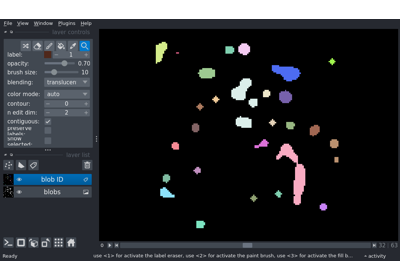 File View Window Plugins Help
layer controls
label: 1
opacity: 0.70
brush size: 10
blending: translucen
color mode: auto
contour: 0
n edit dim: 2
contiguous:
preserve labels:
show selected:
layer list
blob ID
blobs
0 32 / 63
Ready use <1> for activate the label eraser, use <2> for activate the paint brush, use <3> for activate the fill b... activity